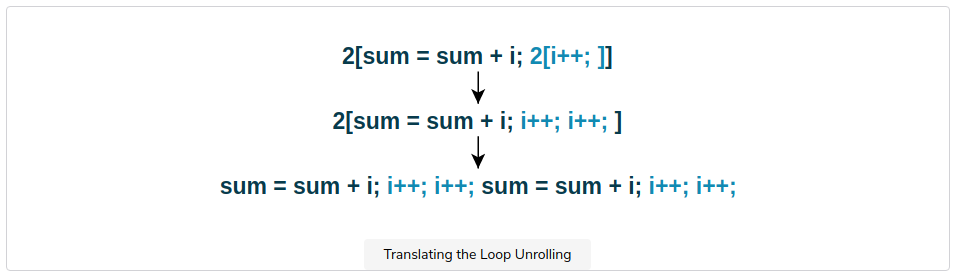 2[sum = sum + i; 2[i++; ]]
2[sum = sum + i; i++; i++; ]
sum = sum + i; i++; i++; sum = sum + i; i++; i++;
Translating the Loop Unrolling